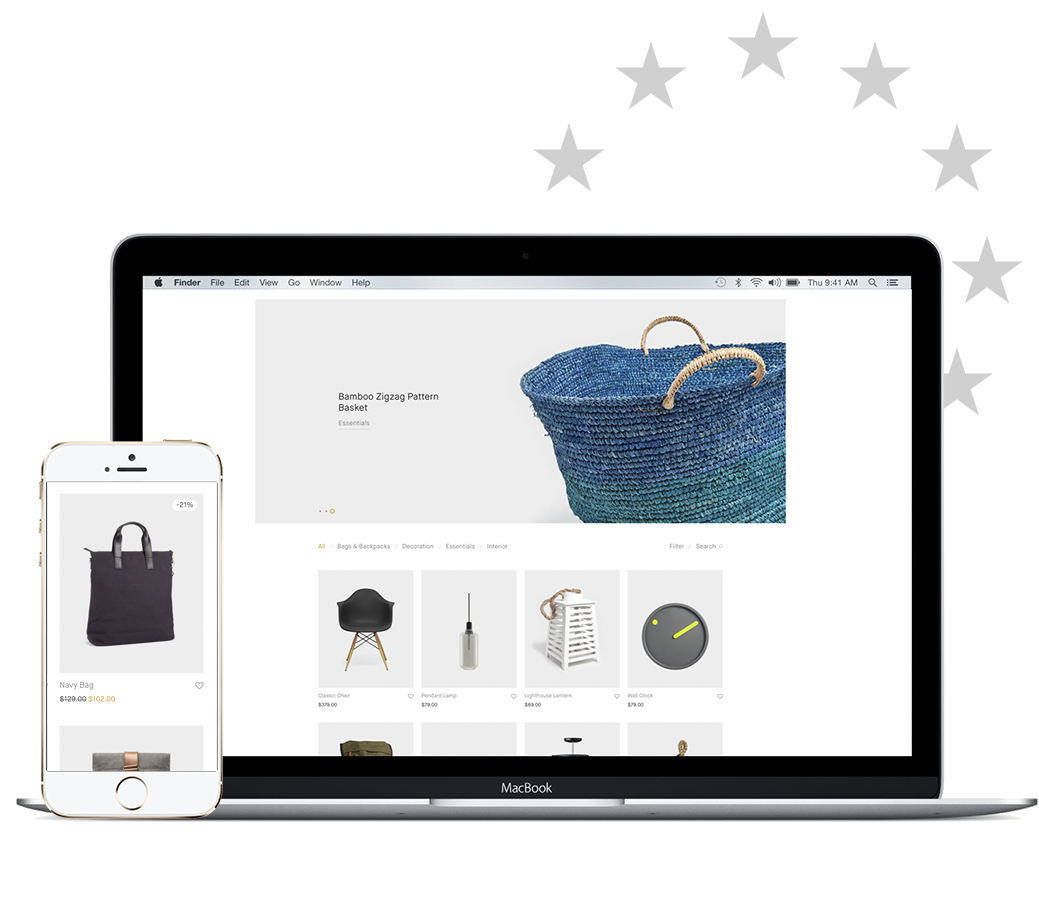 Finder File Edit View Go Window Help Thu 9:41 AM
Bamboo Zigzag Pattern
Basket
Essentials
All / Bags & Backpacks / Decoration / Essentials / Interior Filter / Search
Classic Chair
$379.00
Pendant Lamp
$79.00
Lighthouse Lantern
$69.00
Wall Clock
$79.00
MacBook
-21%
Navy Bag
$129.00 $102.00